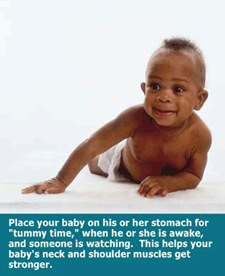 Place your baby on his or her stomach for
"tummy time," when he or she is awake,
and someone is watching.  This helps your
baby's neck and shoulder muscles get
stronger.